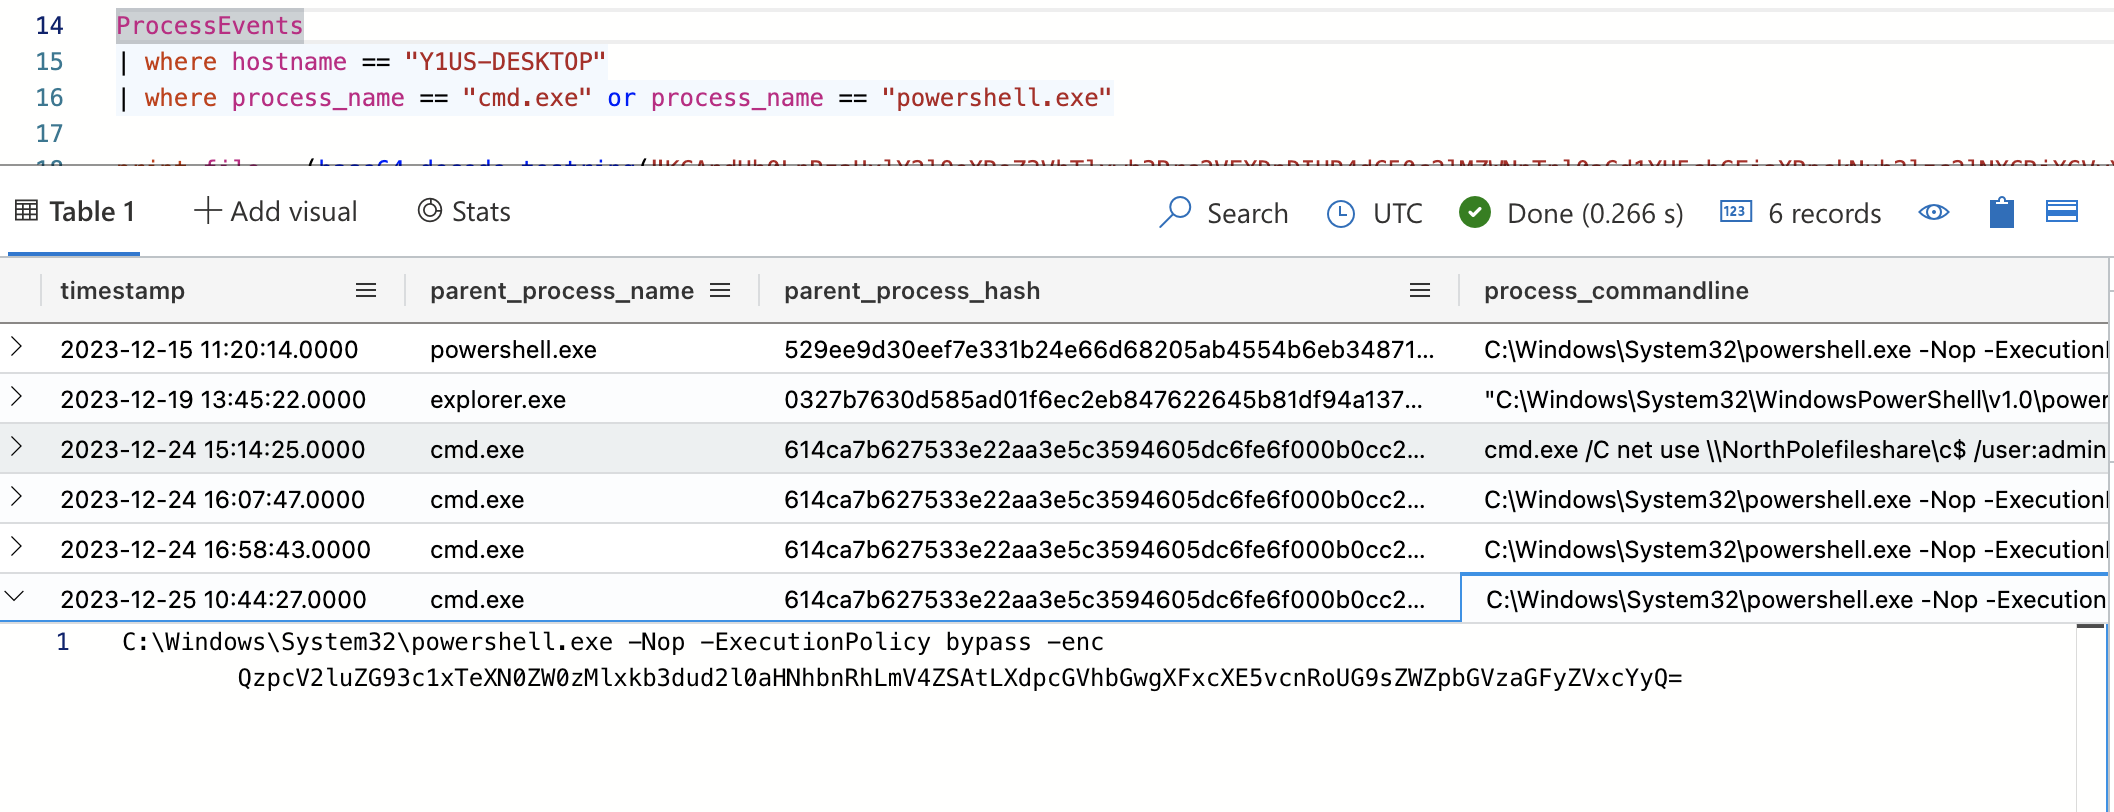 14 ProcessEvents
15 | where hostname == "Y1US-DESKTOP"
16 | where process_name == "cmd.exe" or process_name == "powershell.exe"
17
Table 1 Add visual Stats Search UTC Done (0.266 s) 123 6 records
timestamp parent_process_name parent_process_hash process_commandline
2023-12-15 11:20:14.0000 powershell.exe 529ee9d30eef7e331b24e66d68205ab4554b6eb34871... C:\Windows\System32\powershell.exe -Nop -Execution
2023-12-19 13:45:22.0000 explorer.exe 0327b7630d585ad01f6ec2eb847622645b81df94a137... "C:\Windows\System32\WindowsPowerShell\v1.0\power
2023-12-24 15:14:25.0000 cmd.exe 614ca7b627533e22aa3e5c3594605dc6fe6f000b0cc2... cmd.exe /C net use \\NorthPolefileshare\c$ /user:admin
2023-12-24 16:07:47.0000 cmd.exe 614ca7b627533e22aa3e5c3594605dc6fe6f000b0cc2... C:\Windows\System32\powershell.exe -Nop -Execution
2023-12-24 16:58:43.0000 cmd.exe 614ca7b627533e22aa3e5c3594605dc6fe6f000b0cc2... C:\Windows\System32\powershell.exe -Nop -Execution
2023-12-25 10:44:27.0000 cmd.exe 614ca7b627533e22aa3e5c3594605dc6fe6f000b0cc2... C:\Windows\System32\powershell.exe -Nop -Execution
1 C:\Windows\System32\powershell.exe -Nop -ExecutionPolicy bypass -enc
QzpcV2luZG93c1xTeXN0ZW0zMlxkb3dud2l0aHNhbnRhLmV4ZSAtLXdpcGVhbGwgXFxcXE5vcnRoUG9sZWZpbGVzaGFyZVxcYyQ=